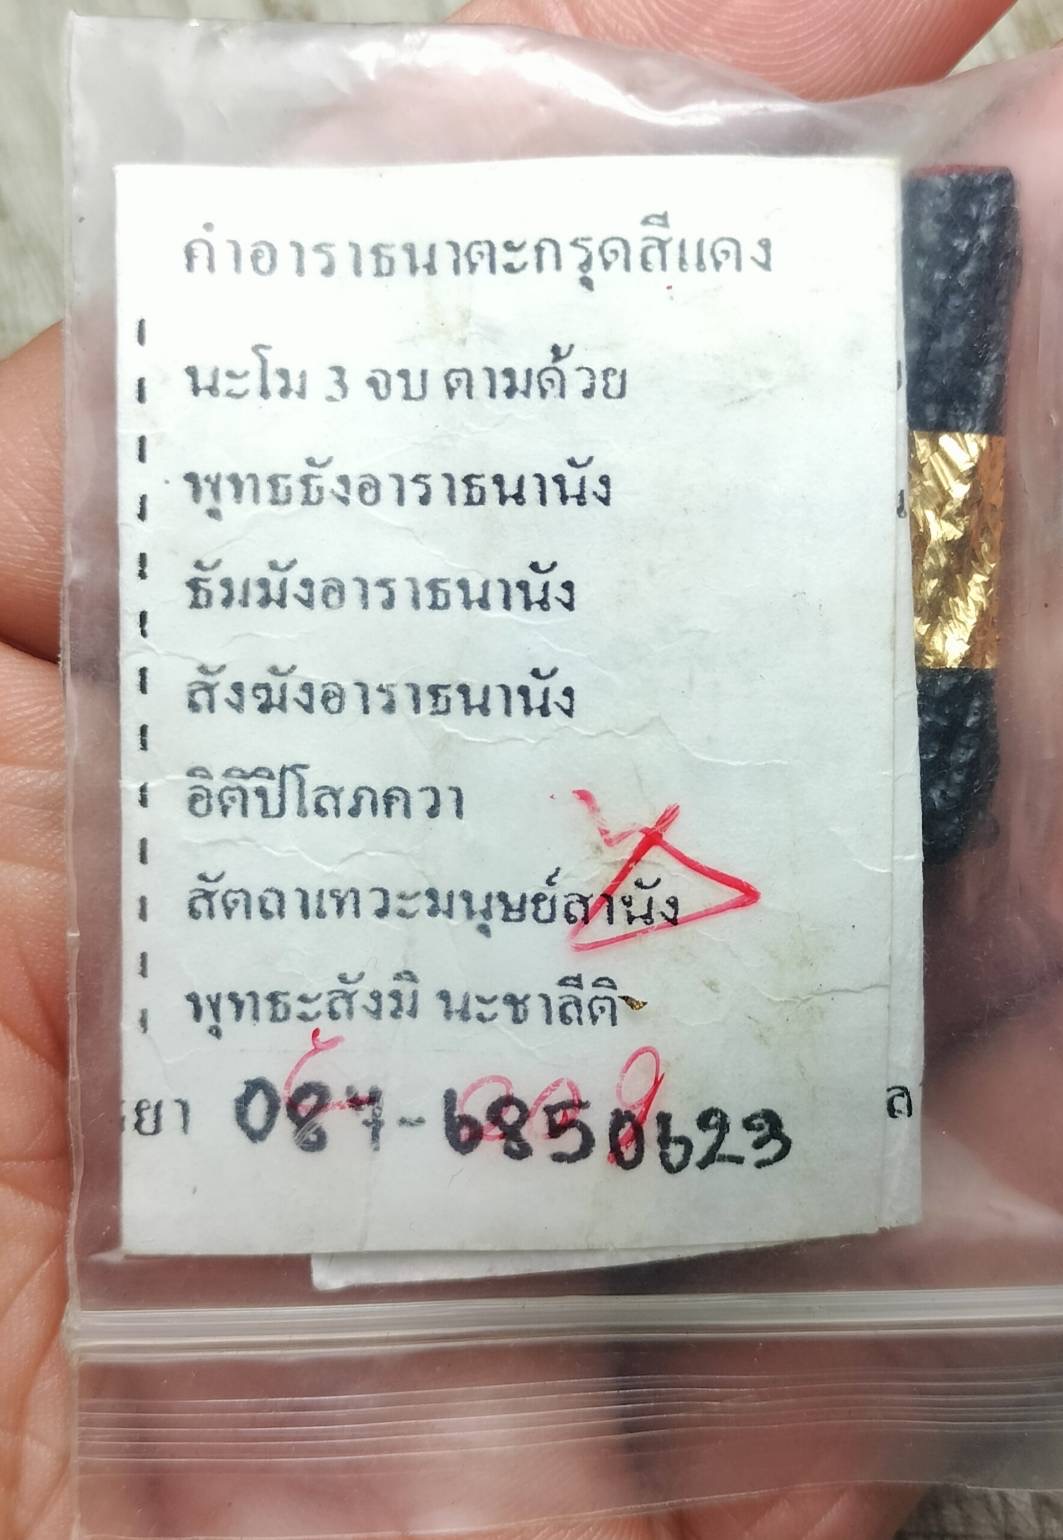 คำอาราธนาตะกรุดสีแดง
นะโม 3 จบ ตามด้วย
พุทธธังอาราธนานัง
ธัมมังอาราธนานัง
สังฆังอาราธนานัง
อิติปิโสภควา
สัตถาเทวะมนุษย์สานัง
พุทธะสังมิ นะชาลีติ
087-6850623